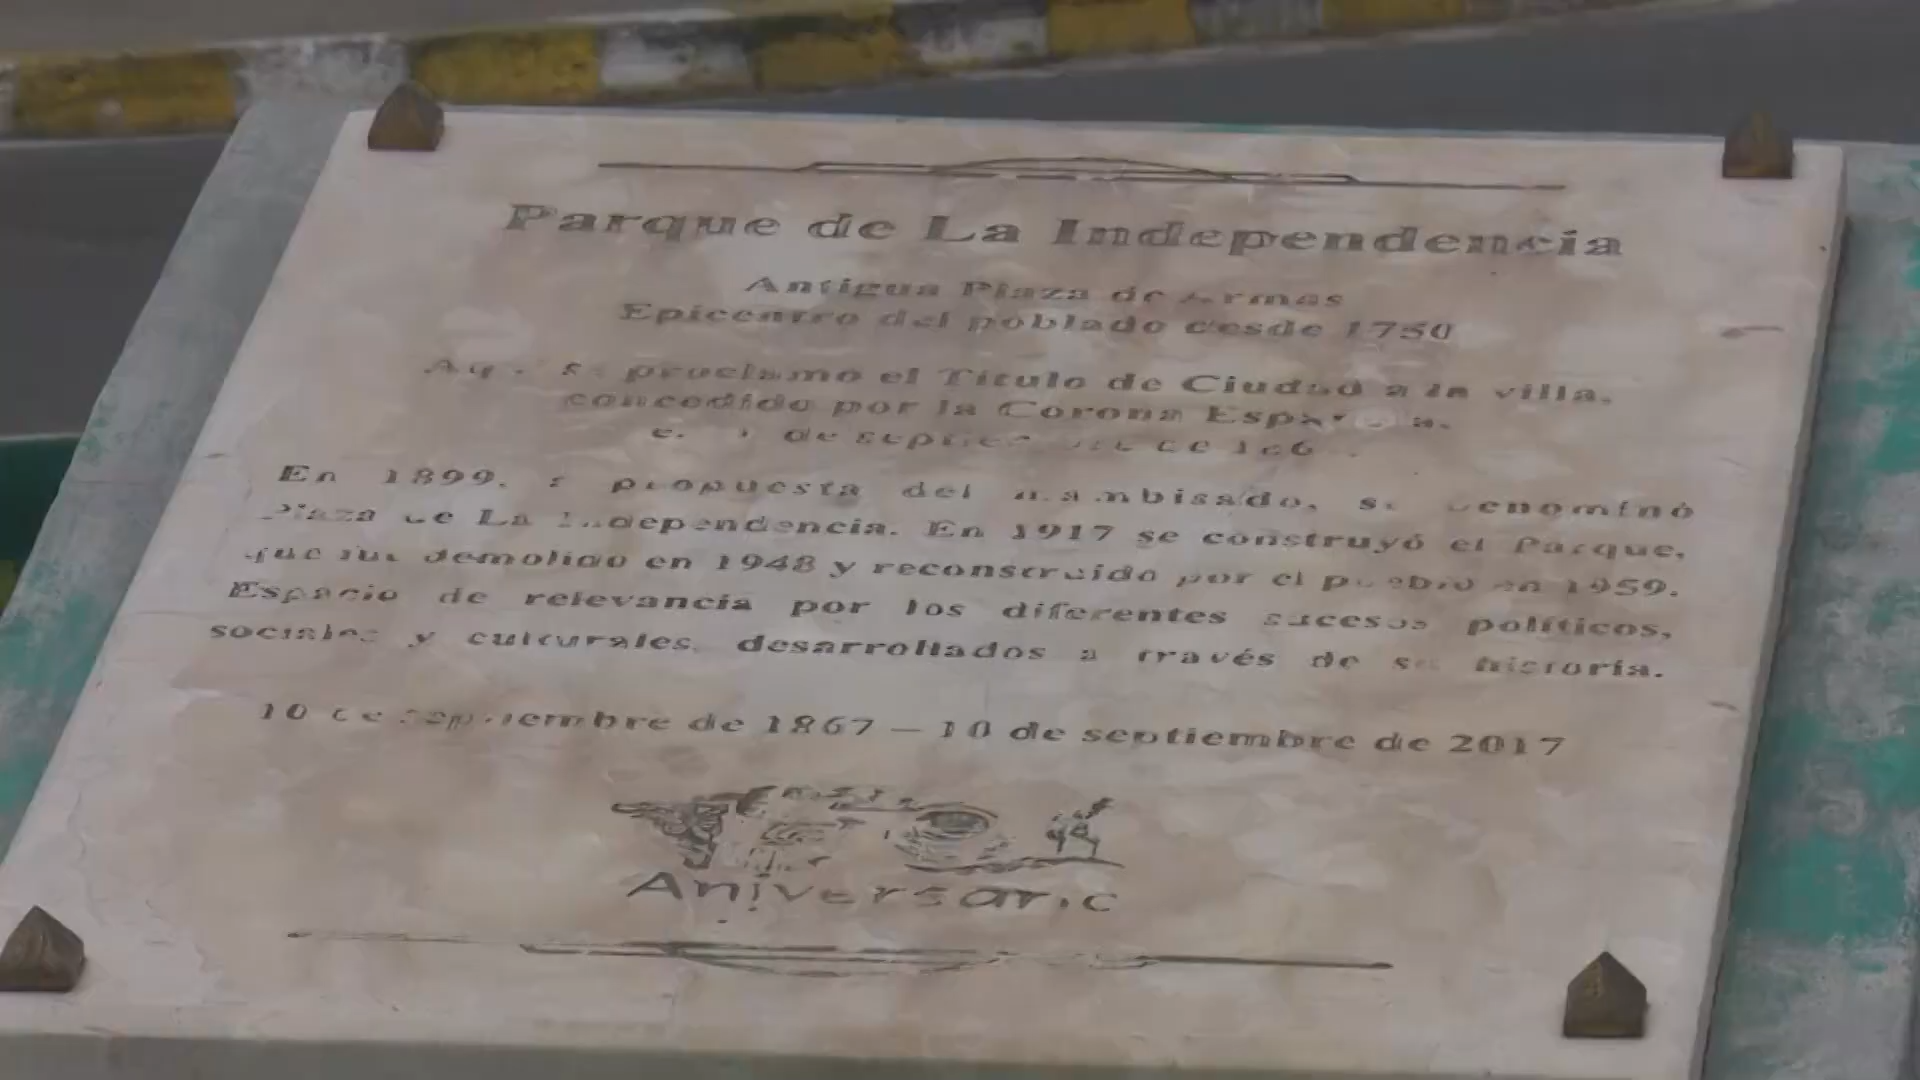 Parque de La Independencia
Antigua Plaza de Armas
Epicentro del poblado desde 1750
Aquí se proclamo el Título de Ciudad a la villa,
concedido por la Corona Española,
de septiembre de
En 1899, a propuesta del mambisado, se denominó
Plaza de La Independencia. En 1917 se construyó el Parque,
que fue demolido en 1948 y reconstruido por el pueblo en 1959.
Espacio de relevancia por los diferentes sucesos políticos,
sociales y culturales, desarrollados a través de su historia.
10 de septiembre de 1867 – 10 de septiembre de 2017
Aniversario